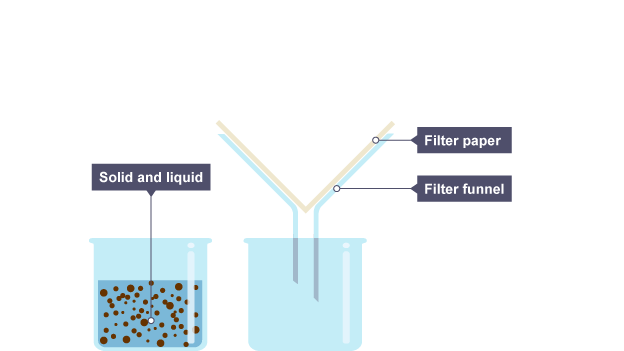 Filter paper
Solid and liquid
Filter funnel